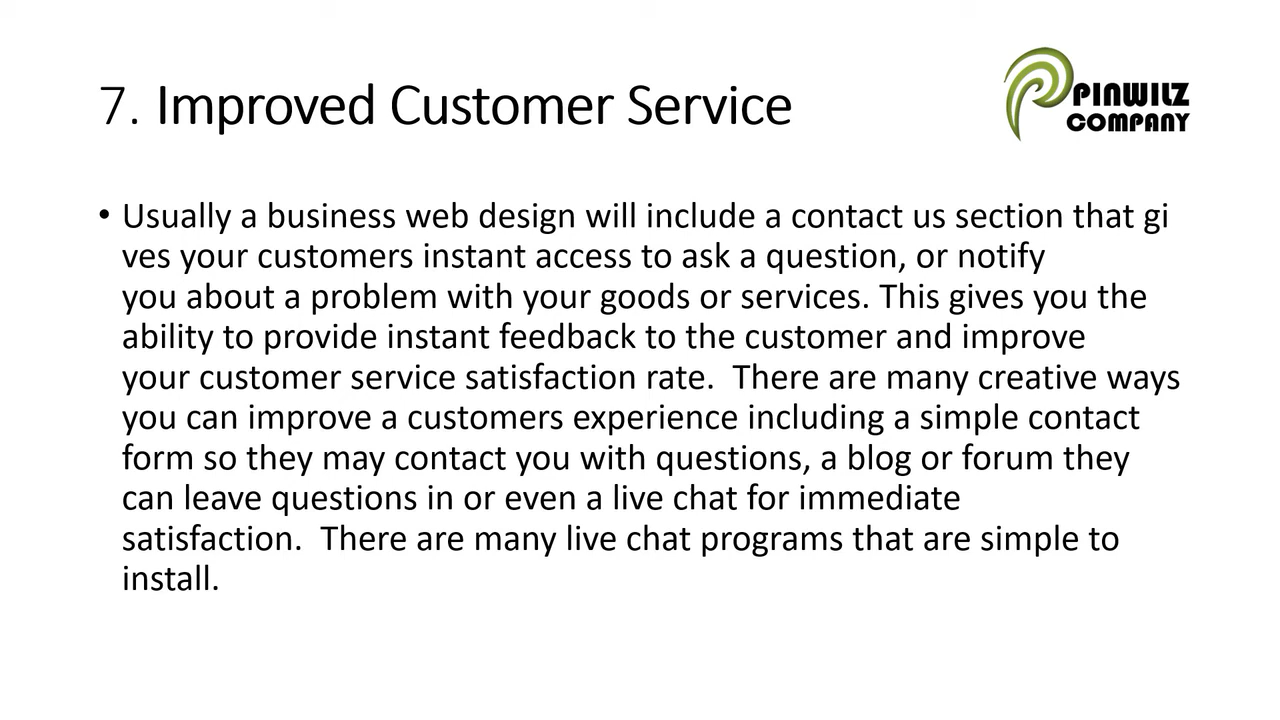 7. Improved Customer Service
PINWILZ
COMPANY
• Usually a business web design will include a contact us section that gi
ves your customers instant access to ask a question, or notify
you about a problem with your goods or services. This gives you the
ability to provide instant feedback to the customer and improve
your customer service satisfaction rate.  There are many creative ways
you can improve a customers experience including a simple contact
form so they may contact you with questions, a blog or forum they
can leave questions in or even a live chat for immediate
satisfaction.  There are many live chat programs that are simple to
install.